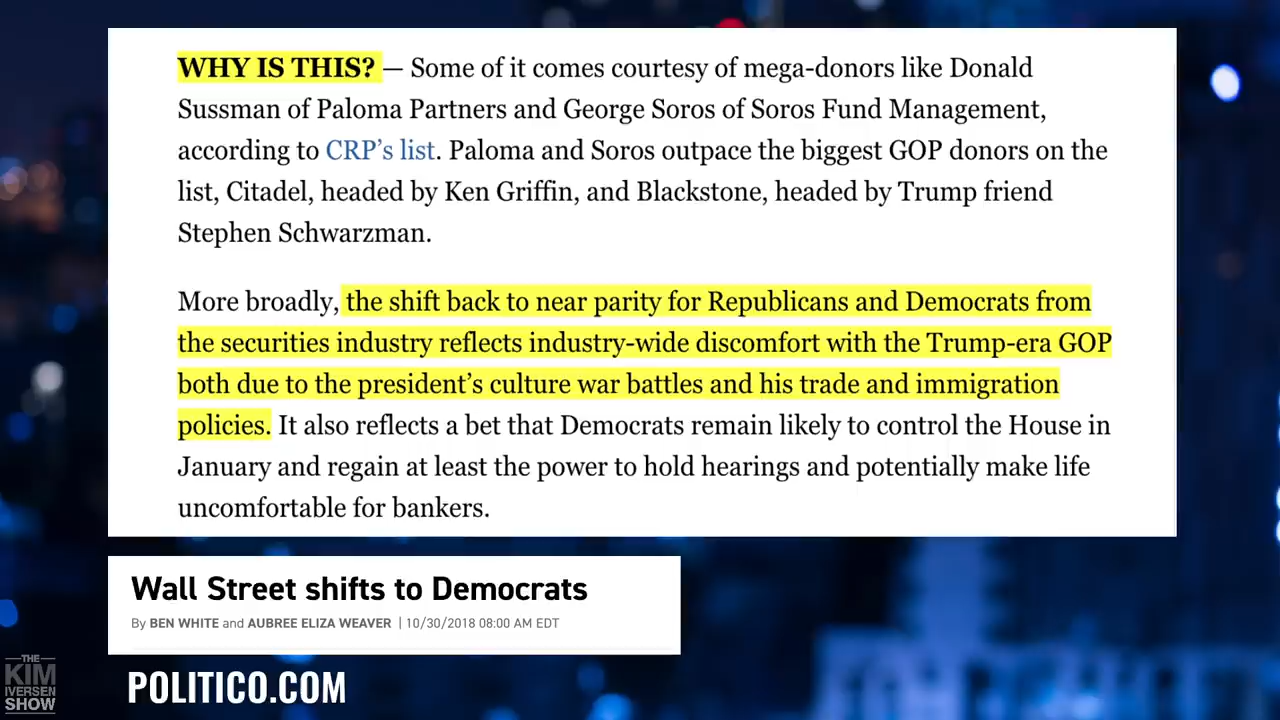 WHY IS THIS? — Some of it comes courtesy of mega-donors like Donald
Sussman of Paloma Partners and George Soros of Soros Fund Management,
according to CRP’s list. Paloma and Soros outpace the biggest GOP donors on the
list, Citadel, headed by Ken Griffin, and Blackstone, headed by Trump friend
Stephen Schwarzman.
More broadly, the shift back to near parity for Republicans and Democrats from
the securities industry reflects industry-wide discomfort with the Trump-era GOP
both due to the president’s culture war battles and his trade and immigration
policies. It also reflects a bet that Democrats remain likely to control the House in
January and regain at least the power to hold hearings and potentially make life
uncomfortable for bankers.
Wall Street shifts to Democrats
By BEN WHITE and AUBREE ELIZA WEAVER | 10/30/2018 08:00 AM EDT
THE
KIM
IVERSEN
SHOW
POLITICO.COM